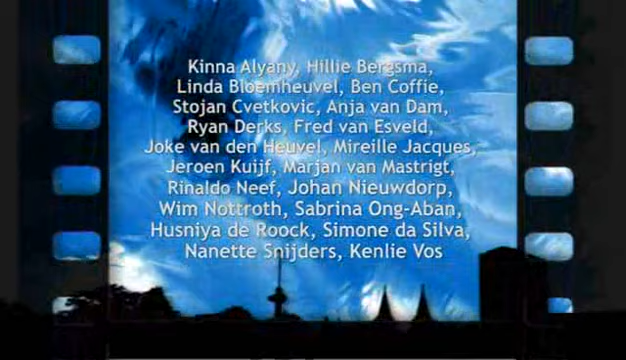 Kinna Alyany, Hillie Bergsma,
Linda Bloemheuvel, Ben Coffie,
Stojan Cvetkovic, Anja van Dam,
Ryan Derks, Fred van Esveld,
Joke van den Heuvel, Mireille Jacques,
Jeroen Kuijf, Marjan van Mastrigt,
Rinaldo Neef, Johan Nieuwdorp,
Wim Nottroth, Sabrina Ong-Aban,
Husniya de Roock, Simone da Silva,
Nanette Snijders, Kenlie Vos